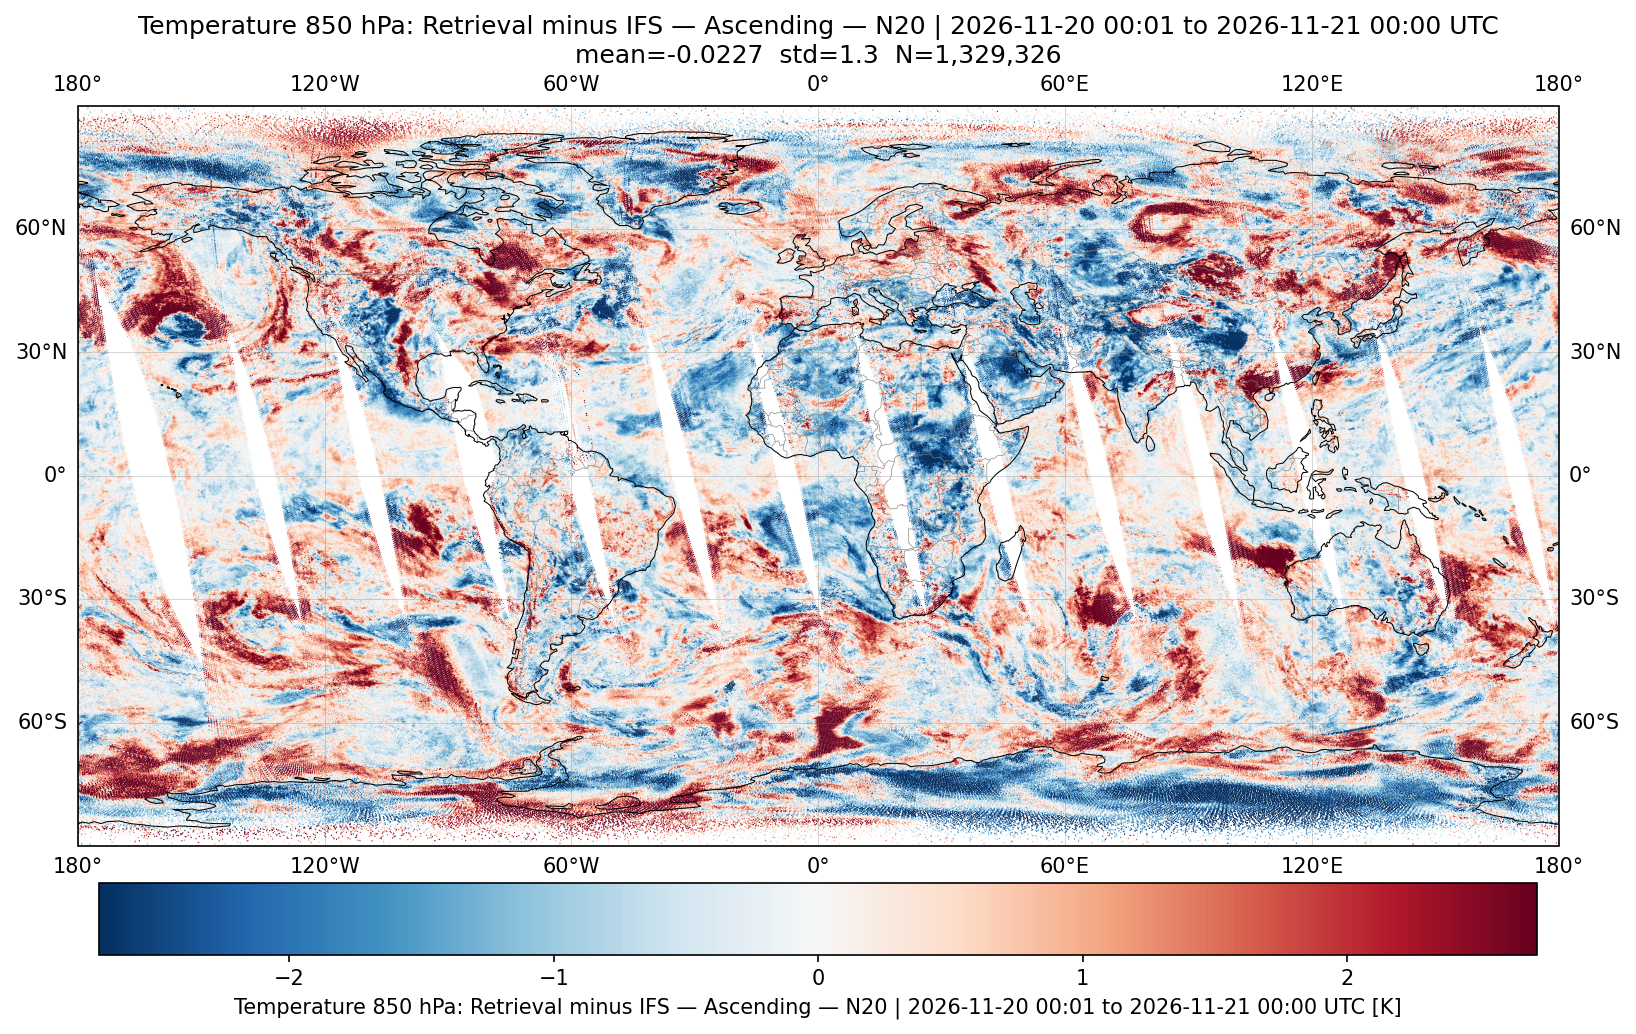 Temperature 850 hPa: Retrieval minus IFS — Ascending — N20 | 2026-11-20 00:01 to 2026-11-21 00:00 UTC
mean=-0.0227  std=1.3  N=1,329,326
180° 120°W 60°W 0° 60°E 120°E 180°
60°N 60°N
30°N 30°N
0° 0°
30°S 30°S
60°S 60°S
180° 120°W 60°W 0° 60°E 120°E 180°
−2 −1 0 1 2
Temperature 850 hPa: Retrieval minus IFS — Ascending — N20 | 2026-11-20 00:01 to 2026-11-21 00:00 UTC [K]